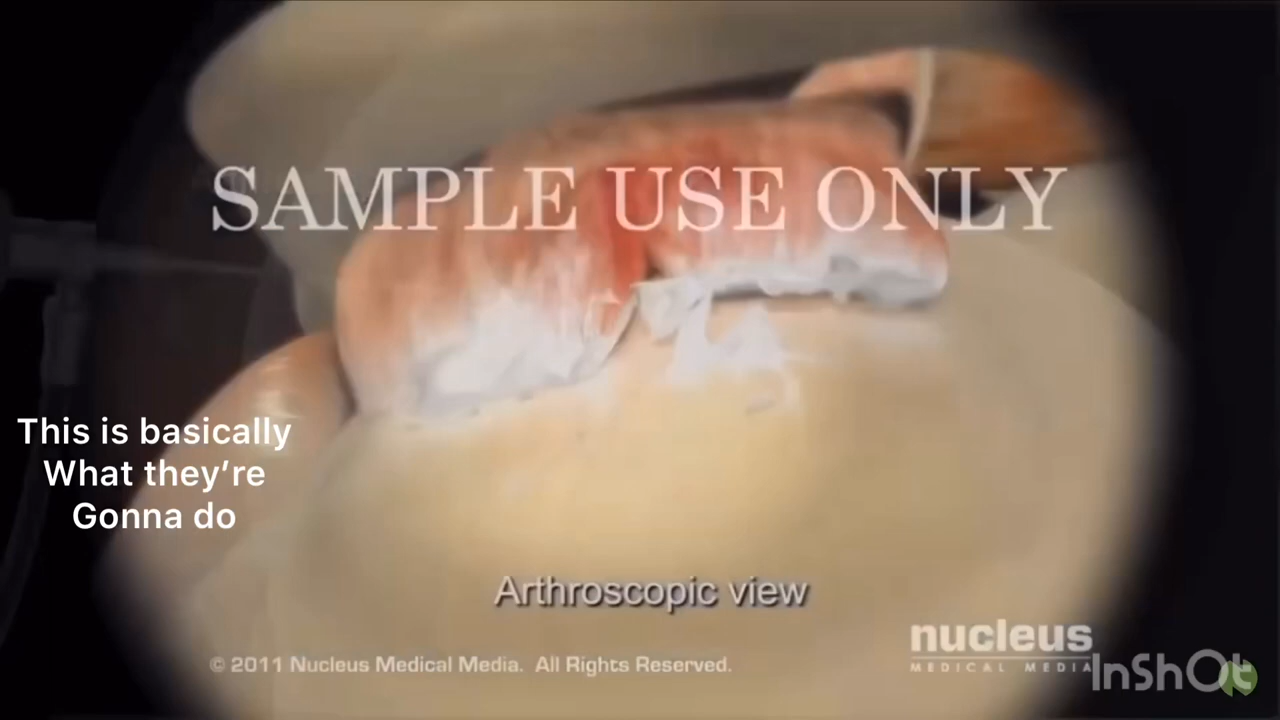 SAMPLE USE ONLY
This is basically
What they’re
Gonna do
Arthroscopic view
© 2011 Nucleus Medical Media. All Rights Reserved.
nucleus
MEDICAL MEDIA
InShOt